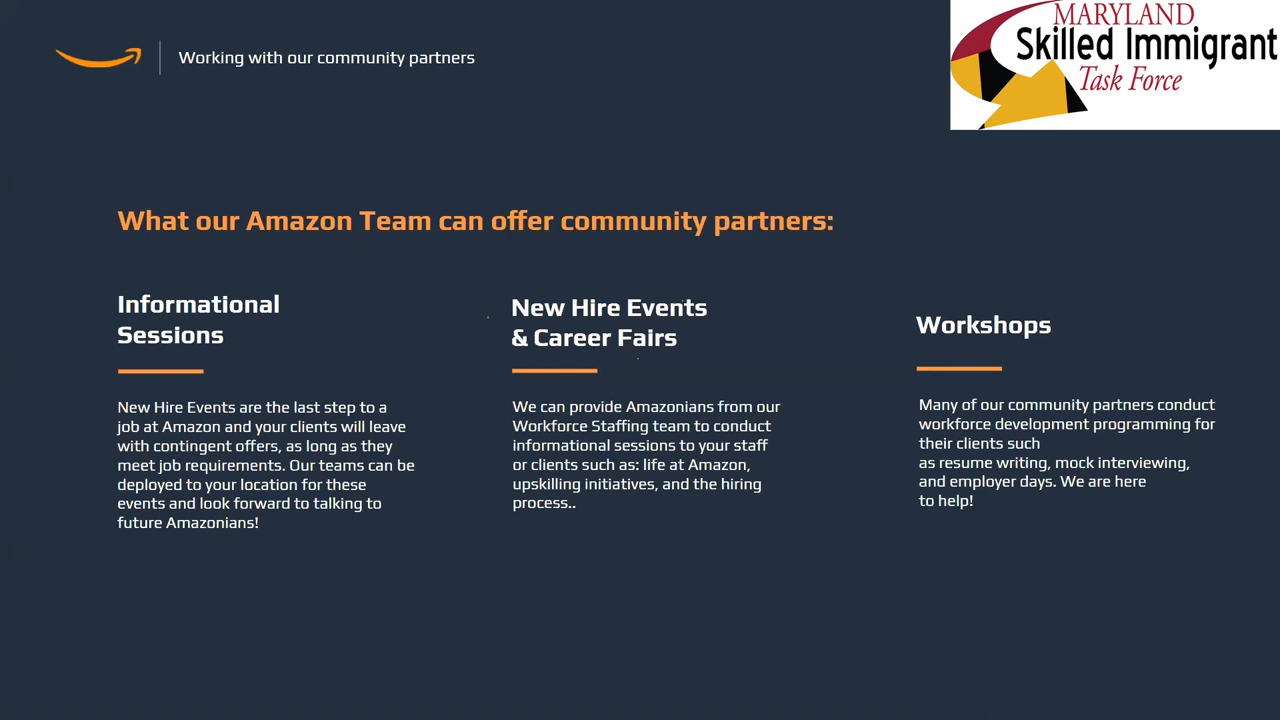 Working with our community partners
MARYLAND
Skilled Immigrant
Task Force
What our Amazon Team can offer community partners:
Informational
Sessions
New Hire Events are the last step to a
job at Amazon and your clients will leave
with contingent offers, as long as they
meet job requirements. Our teams can be
deployed to your location for these
events and look forward to talking to
future Amazonians!
New Hire Events
& Career Fairs
We can provide Amazonians from our
Workforce Staffing team to conduct
informational sessions to your staff
or clients such as: life at Amazon,
upskilling initiatives, and the hiring
process..
Workshops
Many of our community partners conduct
workforce development programming for
their clients such
as resume writing, mock interviewing,
and employer days. We are here
to help!